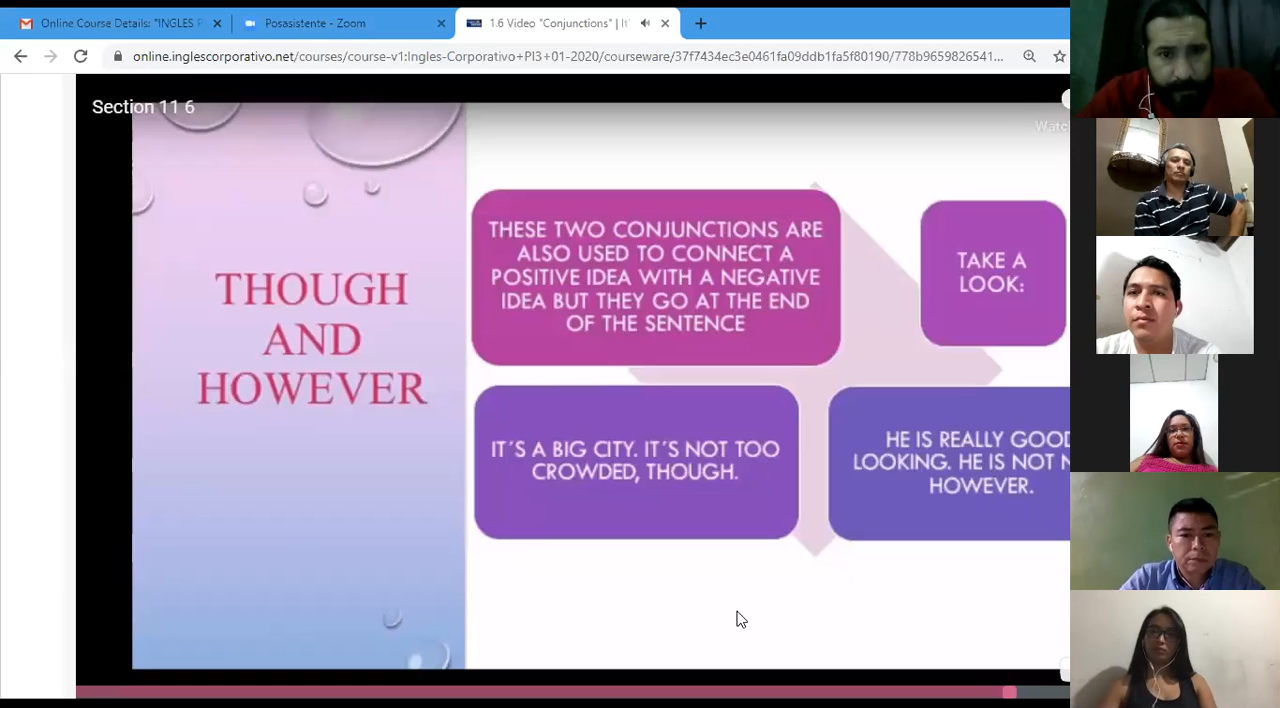 Online Course Details: "INGLES P
Posasistente - Zoom
1.6 Video "Conjunctions" | It'
online.inglescorporativo.net/courses/course-v1:Ingles-Corporativo+PI3+01-2020/courseware/37f7434ec3e0461fa09ddb1fa5f80190/778b9659826541...
Section 11 6
Watc
THOUGH
AND
HOWEVER
THESE TWO CONJUNCTIONS ARE
ALSO USED TO CONNECT A
POSITIVE IDEA WITH A NEGATIVE
IDEA BUT THEY GO AT THE END
OF THE SENTENCE
TAKE A
LOOK:
IT´S A BIG CITY. IT´S NOT TOO
CROWDED, THOUGH.
HE IS REALLY GOOD
LOOKING. HE IS NOT N
HOWEVER.